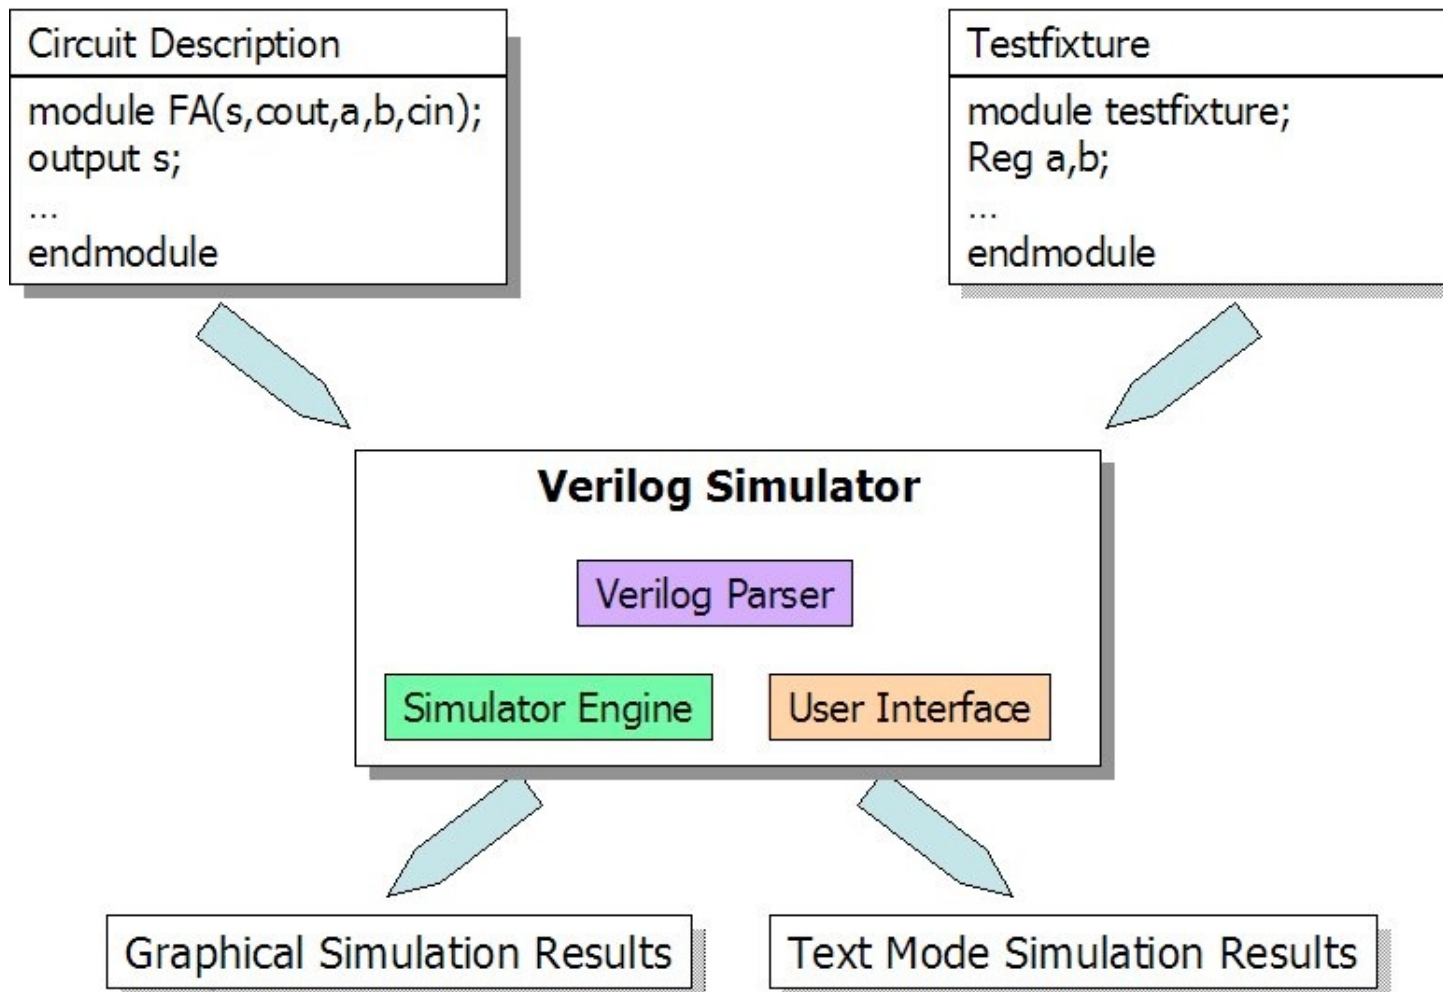 Circuit Description
module FA(s,cout,a,b,cin);
output s;
...
endmodule
Testfixture
module testfixture;
Reg a,b;
...
endmodule
Verilog Simulator
Verilog Parser
Simulator Engine
User Interface
Graphical Simulation Results
Text Mode Simulation Results